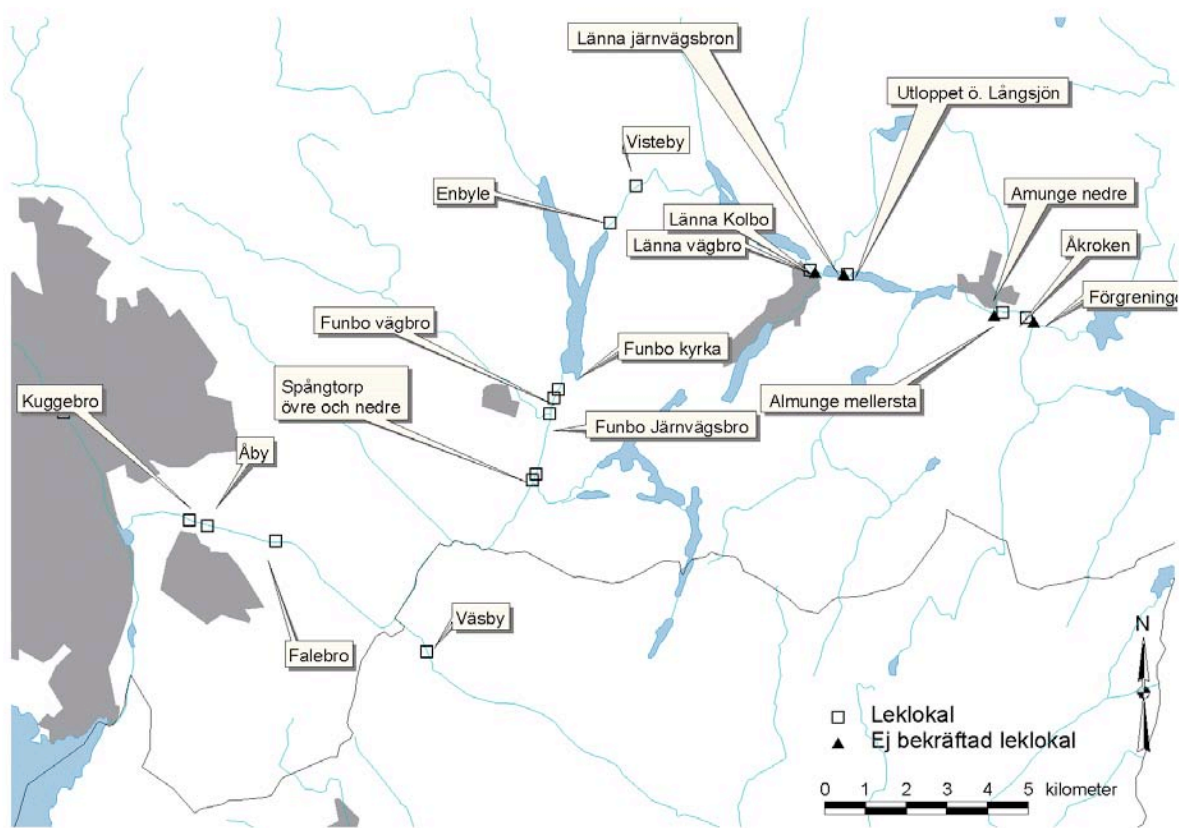 Länna järnvägsbron
Utloppet ö. Långsjön
Visteby
Enbyle
Amunge nedre
Länna Kolbo
Länna vägbro
Åkroken
Förgreningo
Funbo vägbro
Funbo kyrka
Spångtorp
övre och nedre
Kuggebro
Almunge mellersta
Funbo Järnvägsbro
Åby
Väsby
Falebro
N
Leklokal
Ej bekräftad leklokal
0 1 2 3 4 5 kilometer